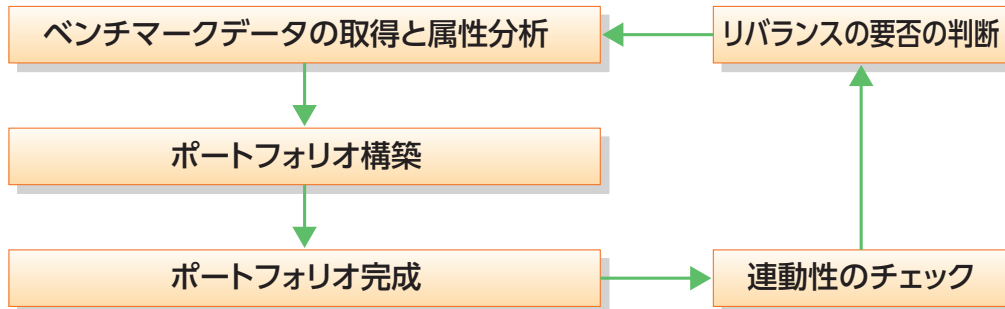 ベンチマークデータの取得と属性分析
リバランスの要否の判断
ポートフォリオ構築
ポートフォリオ完成
連動性のチェック